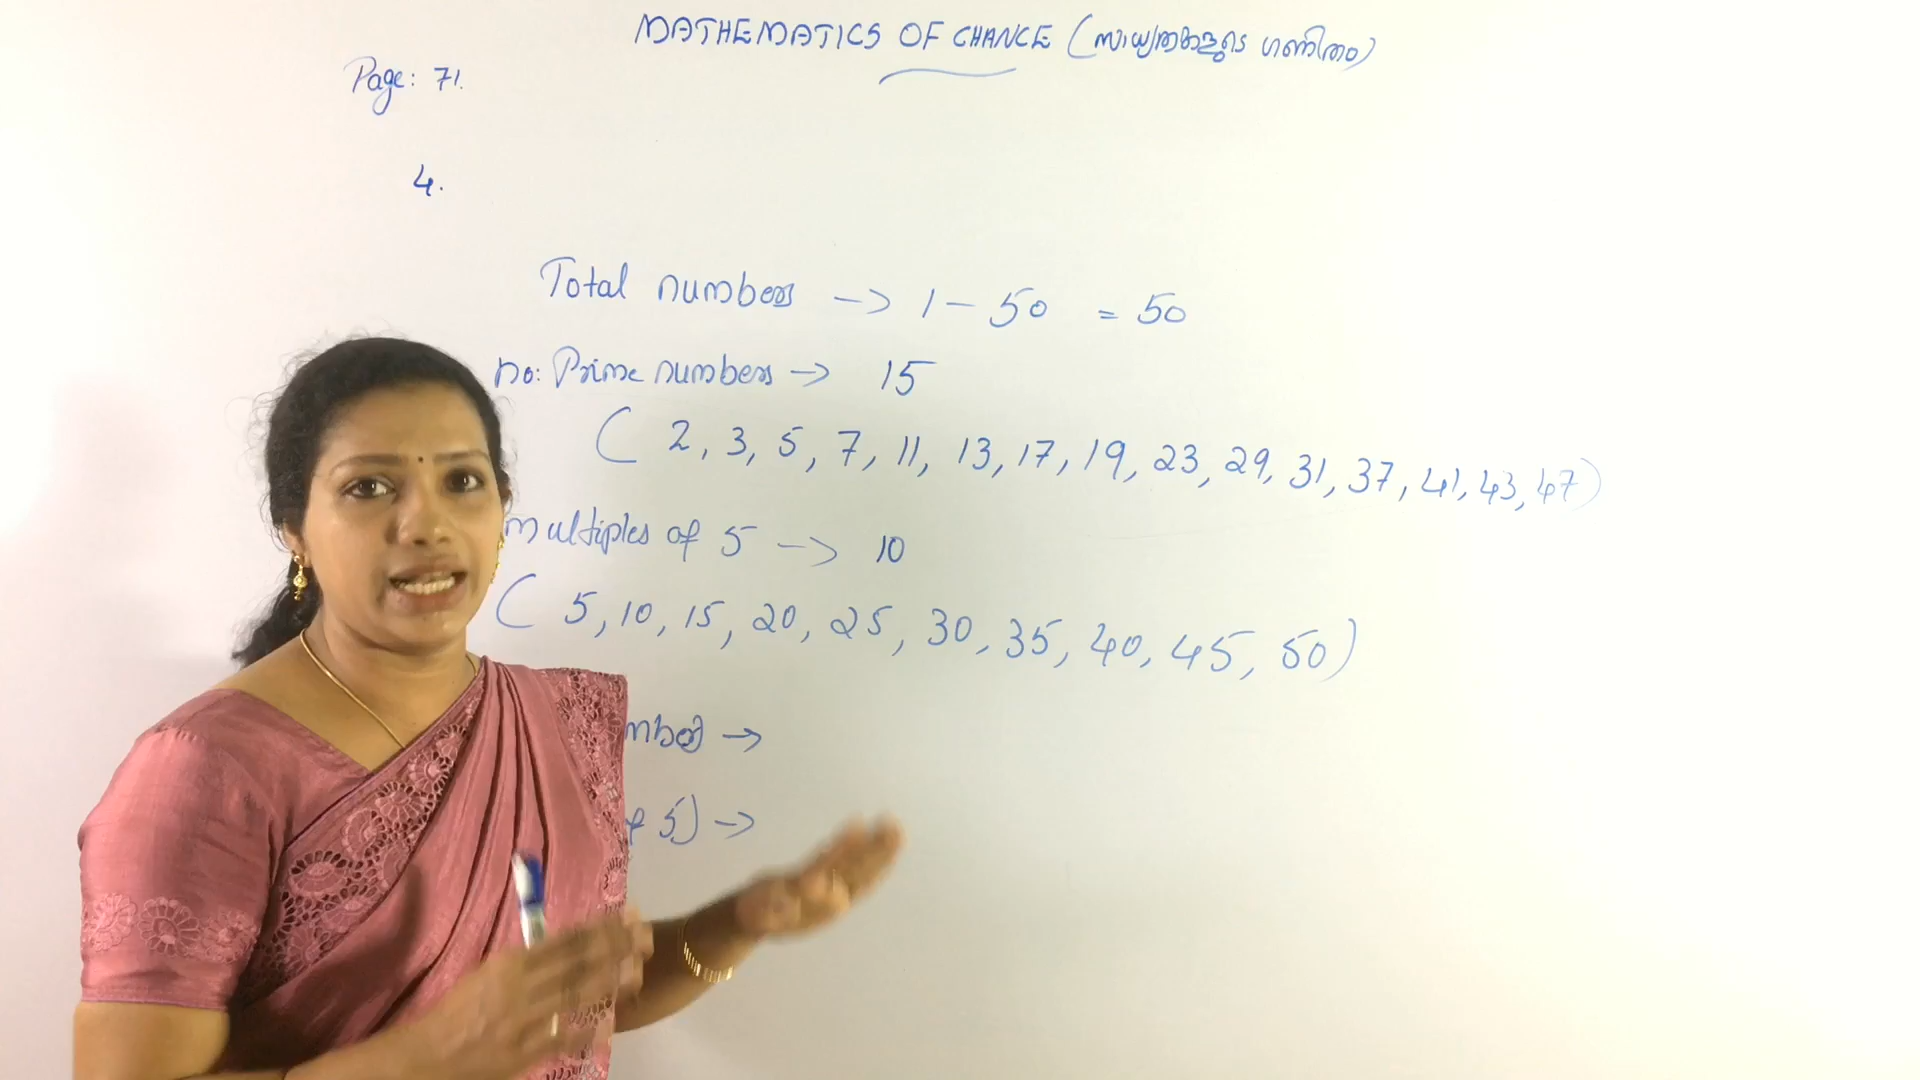 MATHEMATICS OF CHANCE (സാധ്യതകളുടെ ഗണിതം)
Page: 71.
4.
Total numbers -> 1 - 50 = 50
no: Prime numbers -> 15
( 2, 3, 5, 7, 11, 13, 17, 19, 23, 29, 31, 37, 41, 43, 47)
multiples of 5 -> 10
( 5, 10, 15, 20, 25, 30, 35, 40, 45, 50)
->
5) ->